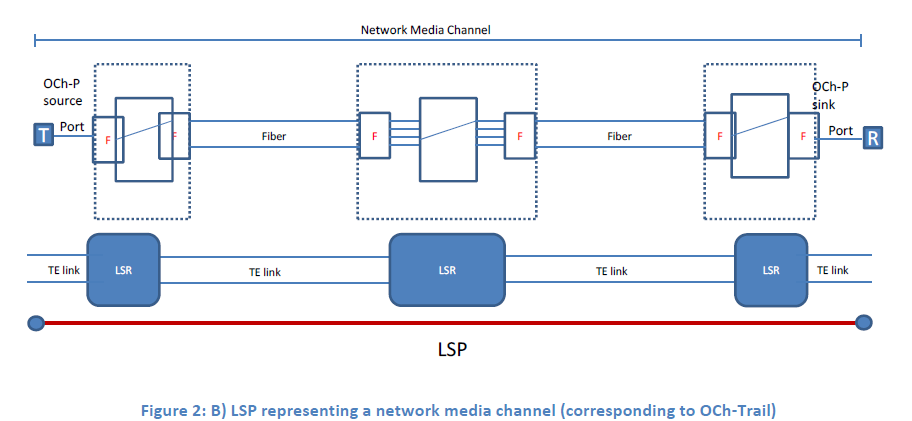 Network Media Channel
OCh-P
source
OCh-P
sink
T
Port
F
F
Fiber
F
F
Fiber
F
F
Port
R
TE link
LSR
TE link
LSR
TE link
LSR
TE link
LSP
Figure 2: B) LSP representing a network media channel (corresponding to OCh-Trail)